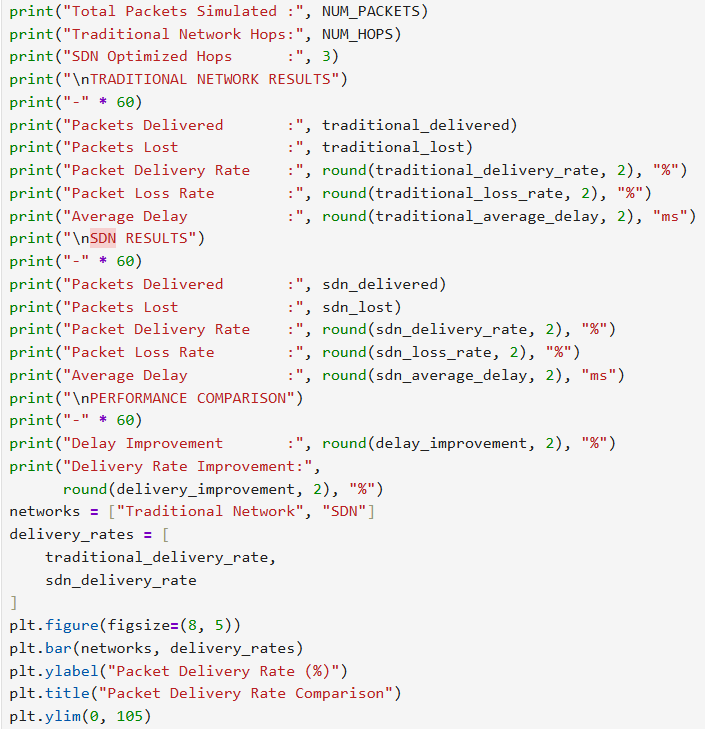 print("Total Packets Simulated :", NUM_PACKETS)
print("Traditional Network Hops:", NUM_HOPS)
print("SDN Optimized Hops      :", 3)
print("\nTRADITIONAL NETWORK RESULTS")
print("-" * 60)
print("Packets Delivered       :", traditional_delivered)
print("Packets Lost            :", traditional_lost)
print("Packet Delivery Rate    :", round(traditional_delivery_rate, 2), "%")
print("Packet Loss Rate        :", round(traditional_loss_rate, 2), "%")
print("Average Delay           :", round(traditional_average_delay, 2), "ms")
print("\nSDN RESULTS")
print("-" * 60)
print("Packets Delivered       :", sdn_delivered)
print("Packets Lost            :", sdn_lost)
print("Packet Delivery Rate    :", round(sdn_delivery_rate, 2), "%")
print("Packet Loss Rate        :", round(sdn_loss_rate, 2), "%")
print("Average Delay           :", round(sdn_average_delay, 2), "ms")
print("\nPERFORMANCE COMPARISON")
print("-" * 60)
print("Delay Improvement       :", round(delay_improvement, 2), "%")
print("Delivery Rate Improvement:",
      round(delivery_improvement, 2), "%")
networks = ["Traditional Network", "SDN"]
delivery_rates = [
    traditional_delivery_rate,
    sdn_delivery_rate
]
plt.figure(figsize=(8, 5))
plt.bar(networks, delivery_rates)
plt.ylabel("Packet Delivery Rate (%)")
plt.title("Packet Delivery Rate Comparison")
plt.ylim(0, 105)